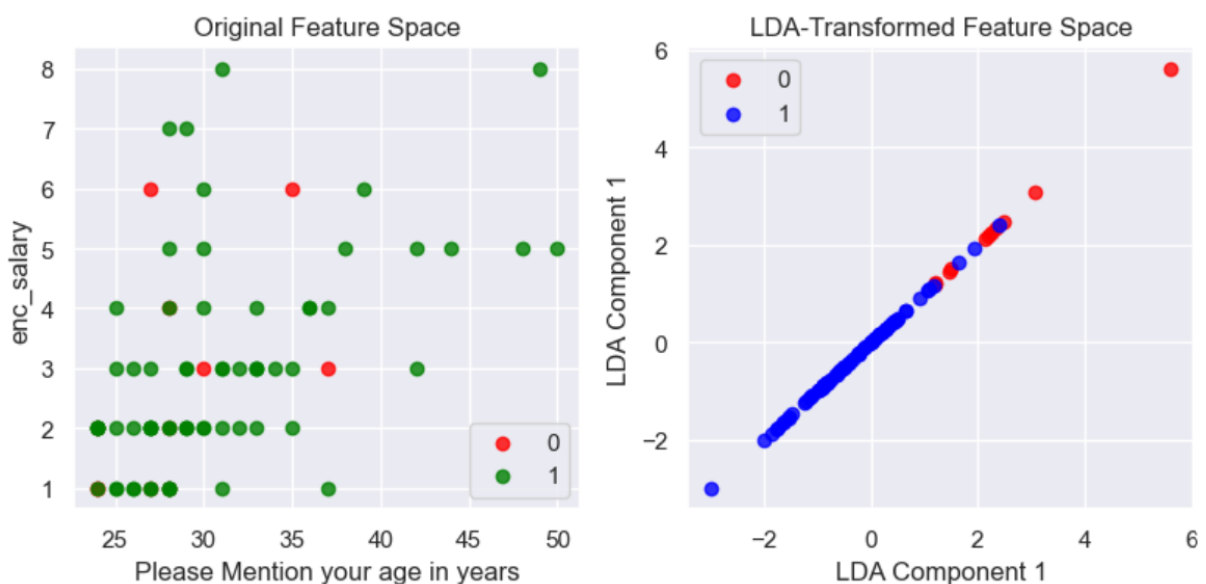 Original Feature Space
8
7
6
5
4
3
2
1
enc_salary
0
1
25 30 35 40 45 50
Please Mention your age in years
LDA-Transformed Feature Space
0
1
6
4
2
0
−2
LDA Component 1
−2 0 2 4 6
LDA Component 1